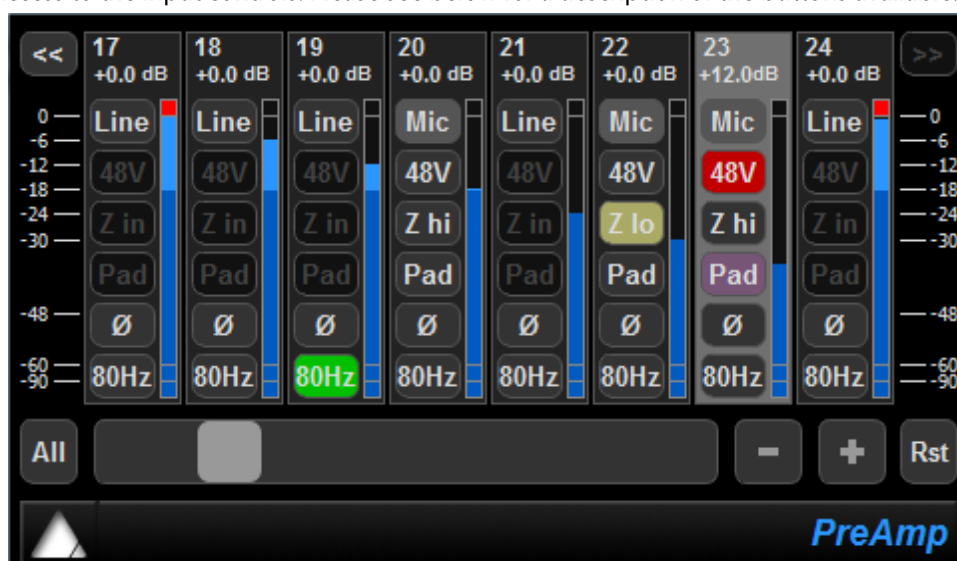 << 17 18 19 20 21 22 23 24 >>
+0.0 dB +0.0 dB +0.0 dB +0.0 dB +0.0 dB +0.0 dB +12.0dB +0.0 dB
0 Line Line Line Mic Line Mic Mic Line 0
-6 -6
-12 48V 48V 48V 48V 48V 48V 48V 48V -12
-18 -18
-24 Z in Z in Z in Z hi Z in Z lo Z hi Z in -24
-30 -30
Pad Pad Pad Pad Pad Pad Pad Pad
-48 Ø Ø Ø Ø Ø Ø Ø Ø -48
-60 -60
-90 80Hz 80Hz 80Hz 80Hz 80Hz 80Hz 80Hz 80Hz -90
All - + Rst
PreAmp